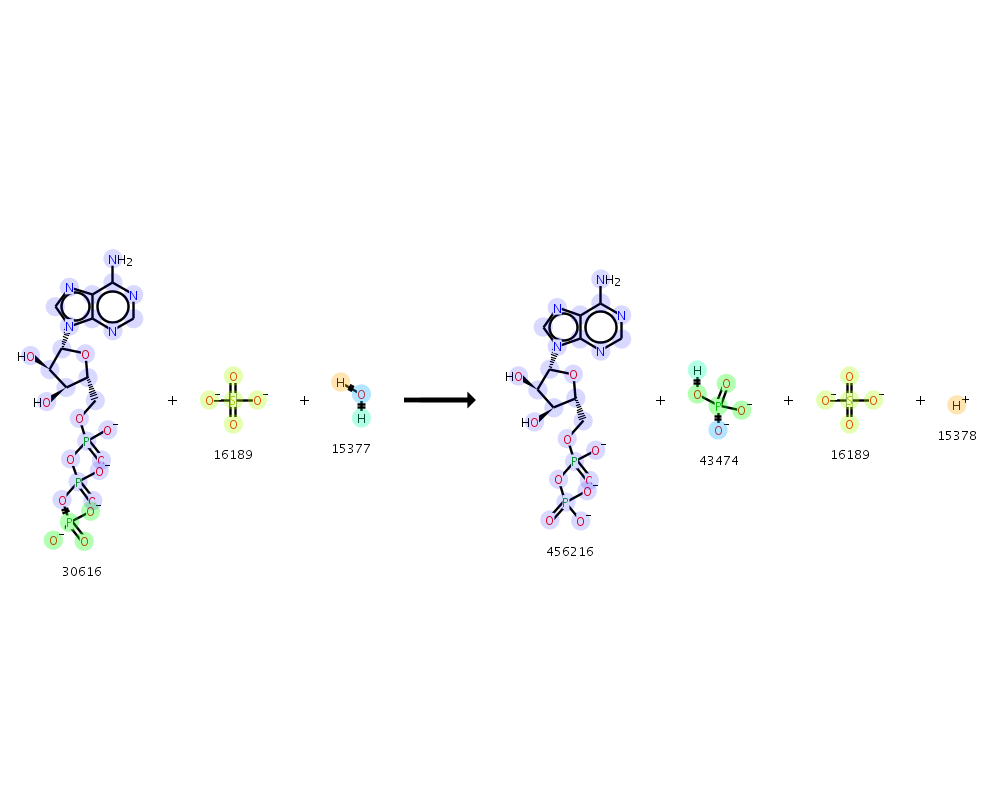 NH2
N
N
N
N
HO
O
HO
O
O
P
O-
O
O
O-
P
O
O
O-
P
O-
O
30616
+
O
O- S O-
O
16189
+
H
O
H
15377
NH2
N
N
N
N
HO
O
HO
O
O-
P
O
O
O-
P
O
O-
456216
+
H
O
O
P
O-
O-
43474
+
O
O- S O-
O
16189
+
H+
15378